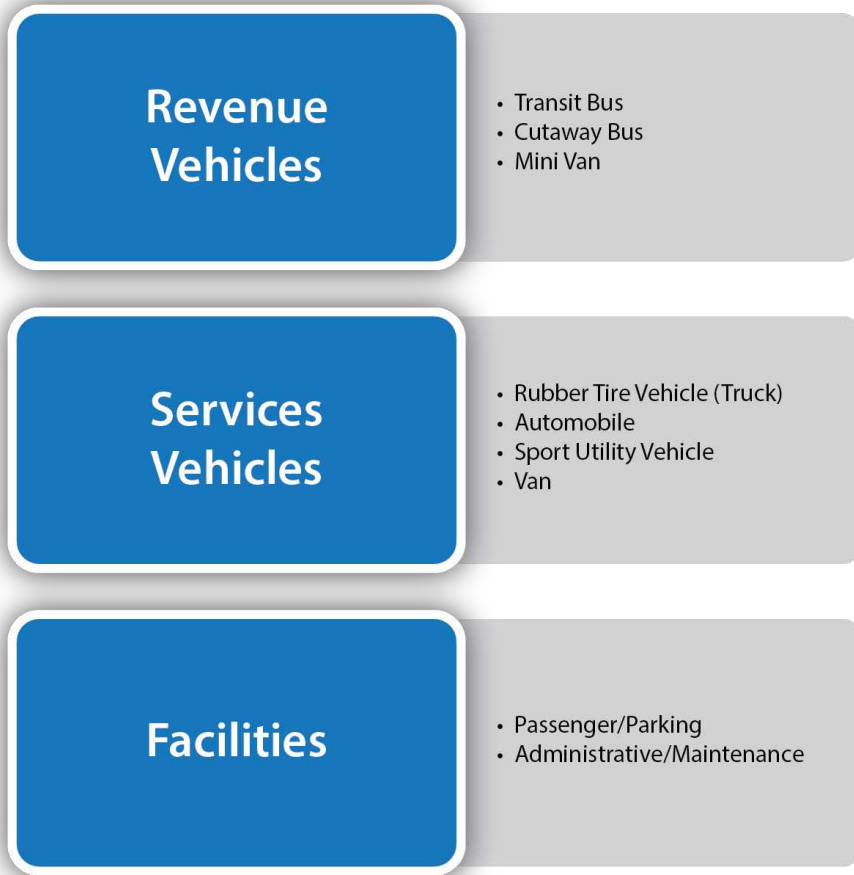 Revenue
Vehicles
• Transit Bus
• Cutaway Bus
• Mini Van
Services
Vehicles
• Rubber Tire Vehicle (Truck)
• Automobile
• Sport Utility Vehicle
• Van
Facilities
• Passenger/Parking
• Administrative/Maintenance